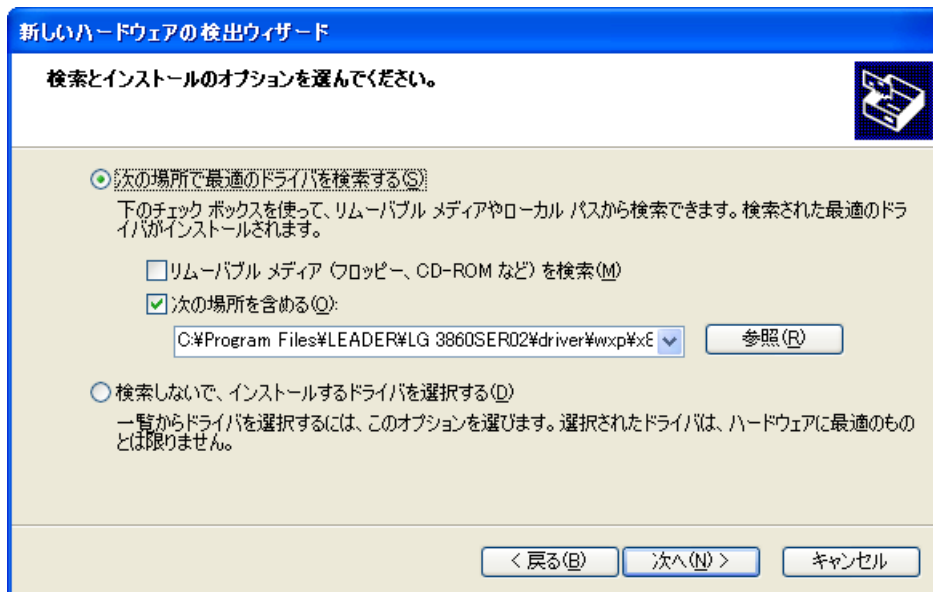 新しいハードウェアの検出ウィザード
検索とインストールのオプションを選んでください。
次の場所で最適のドライバを検索する(S)
下のチェック ボックスを使って、リムーバブル メディアやローカル パスから検索できます。検索された最適のドラ
イバがインストールされます。
リムーバブル メディア (フロッピー、CD-ROM など) を検索(M)
次の場所を含める(O):
C:¥Program Files¥LEADER¥LG 3860SER02¥driver¥wxp¥x8
参照(R)
検索しないで、インストールするドライバを選択する(D)
一覧からドライバを選択するには、このオプションを選びます。選択されたドライバは、ハードウェアに最適のもの
とは限りません。
< 戻る(B)
次へ(N) >
キャンセル